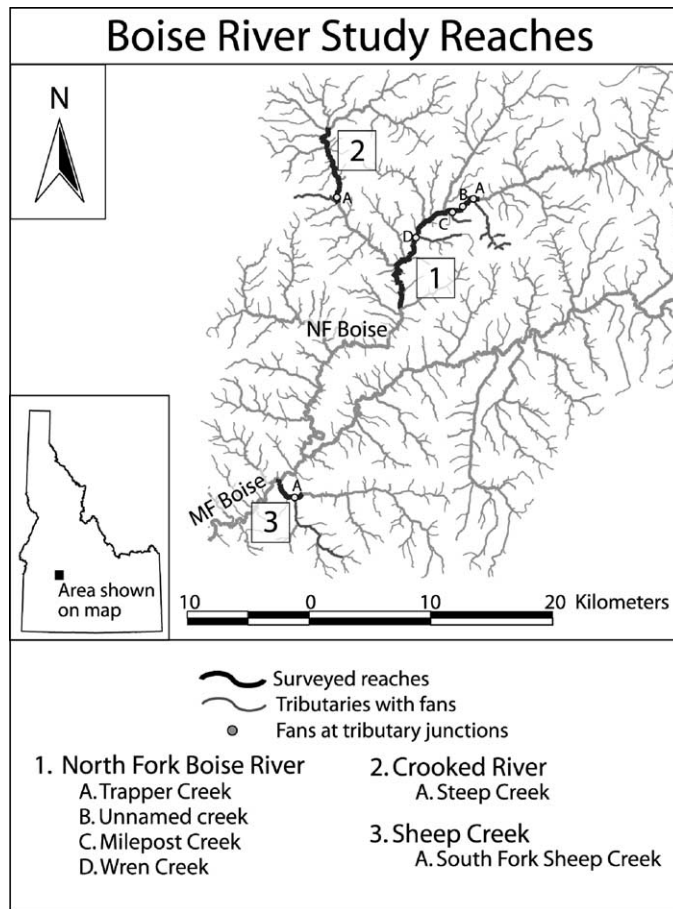 Boise River Study Reaches
N
2
A
A
B
C
D
1
NF Boise
A
MF Boise
3
Area shown
on map
10 0 10 20 Kilometers
Surveyed reaches
Tributaries with fans
Fans at tributary junctions
1. North Fork Boise River
A. Trapper Creek
B. Unnamed creek
C. Milepost Creek
D. Wren Creek
2. Crooked River
A. Steep Creek
3. Sheep Creek
A. South Fork Sheep Creek